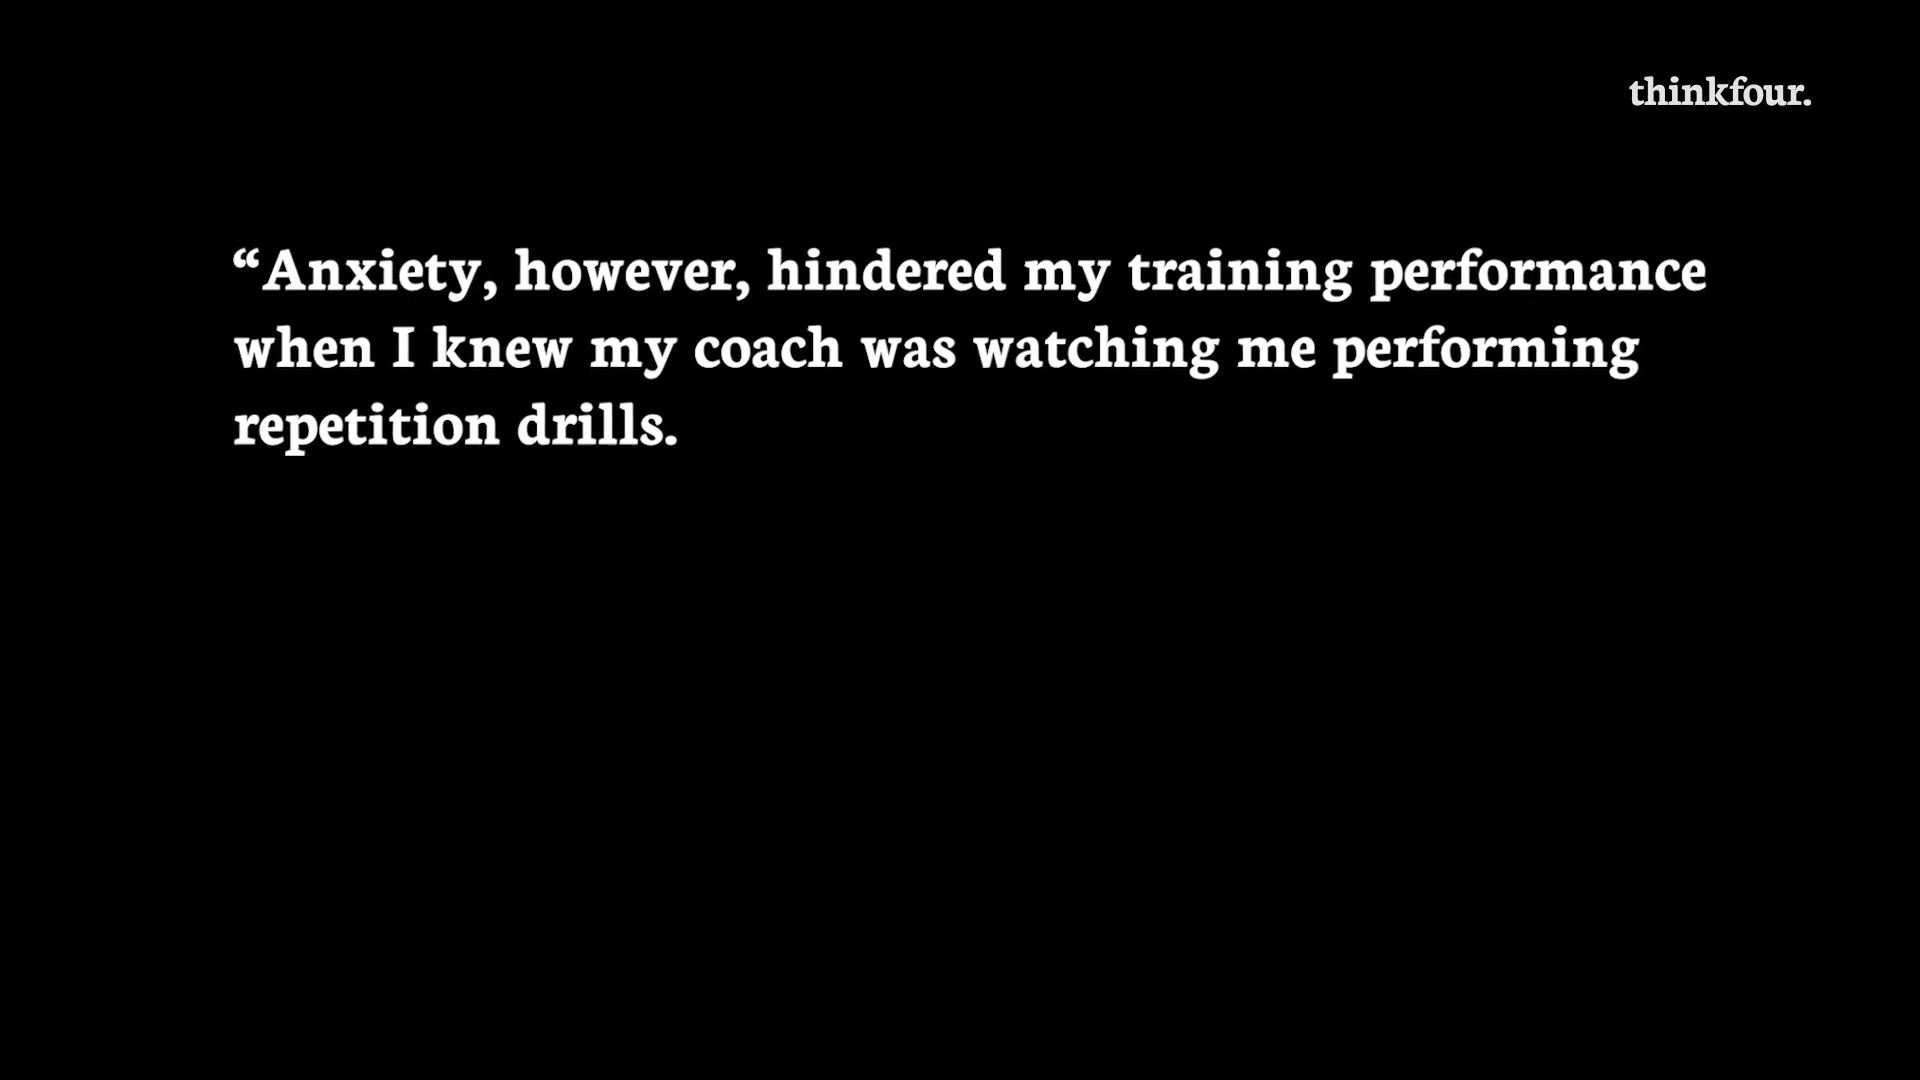 thinkfour.
“Anxiety, however, hindered my training performance
when I knew my coach was watching me performing
repetition drills.